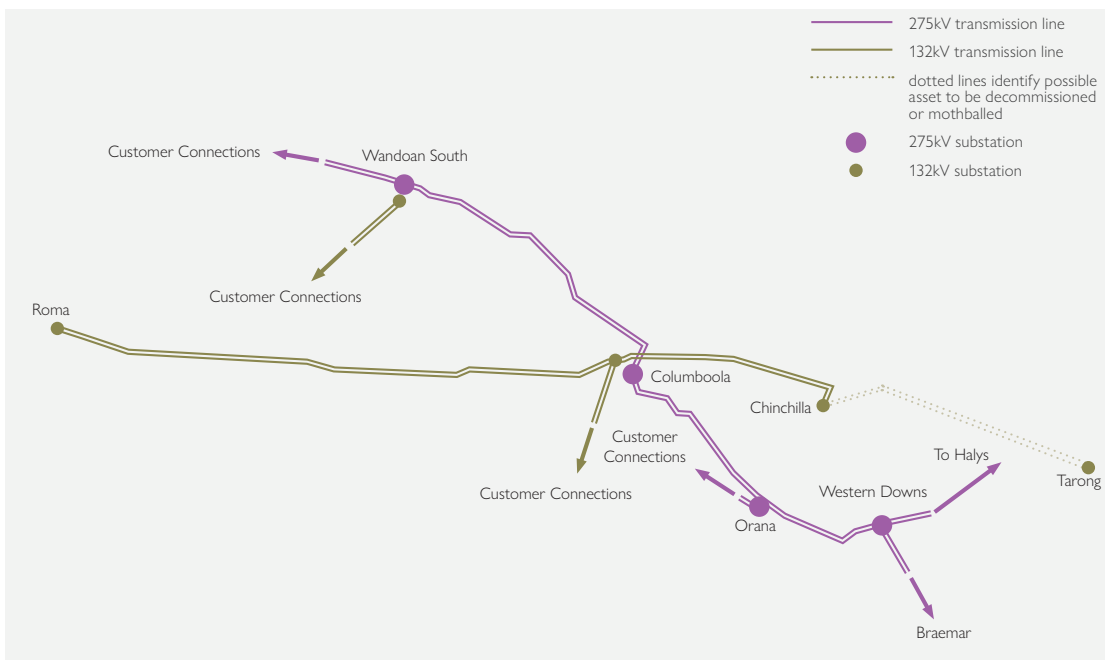 275kV transmission line
132kV transmission line
dotted lines identify possible
asset to be decommissioned
or mothballed
275kV substation
132kV substation
Customer Connections
Wandoan South
Customer Connections
Roma
Columboola
Chinchilla
Customer
Connections
To Halys
Tarong
Customer Connections
Western Downs
Orana
Braemar